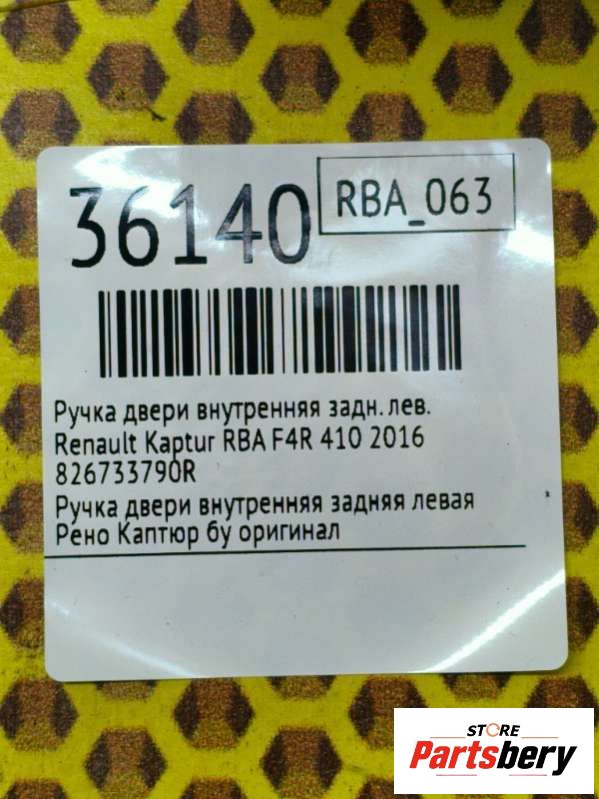 36140
RBA_063
Ручка двери внутренняя задн. лев.
Renault Kaptur RBA F4R 410 2016
826733790R
Ручка двери внутренняя задняя левая
Рено Каптюр бу оригинал
STORE
Partsbery